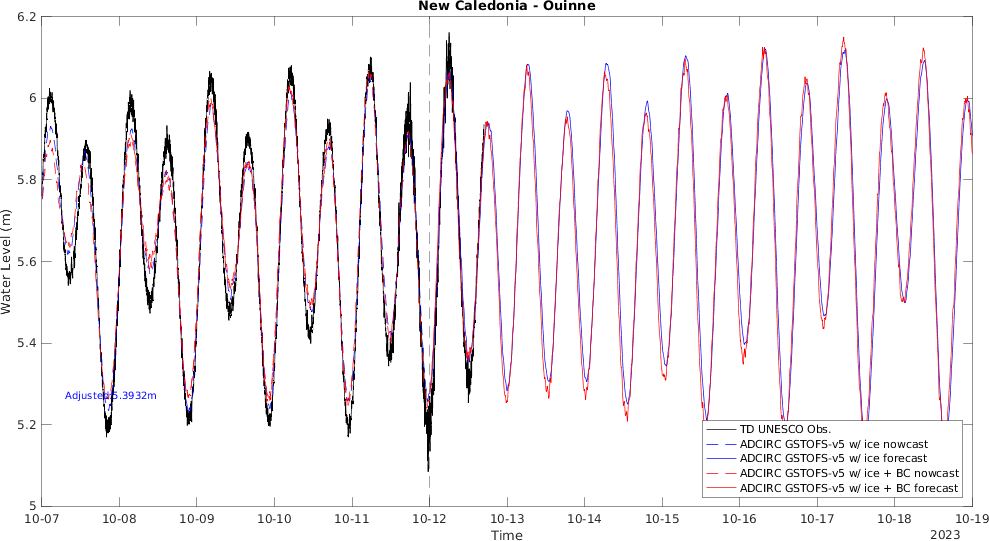 New Caledonia - Ouinne
6.2
6
5.8
5.6
5.4
5.2
5
Water Level (m)
Adjusted 5.3932m
TD UNESCO Obs.
ADCIRC GSTOFS-v5 w/ ice nowcast
ADCIRC GSTOFS-v5 w/ ice forecast
ADCIRC GSTOFS-v5 w/ ice + BC nowcast
ADCIRC GSTOFS-v5 w/ ice + BC forecast
10-07 10-08 10-09 10-10 10-11 10-12 10-13 10-14 10-15 10-16 10-17 10-18 10-19
Time
2023